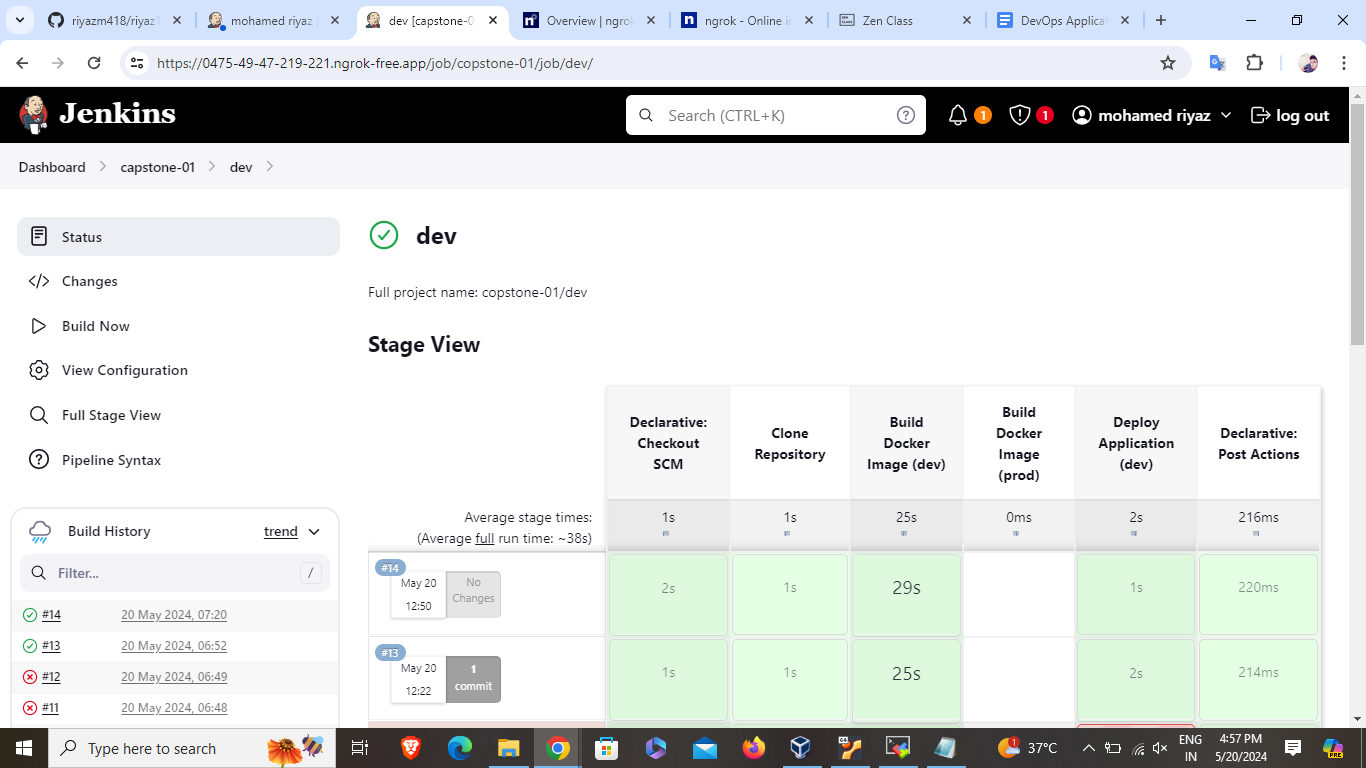 riyazm418/riyaz1
mohamed riyaz
dev [capstone-0
Overview | ngro
ngrok - Online i
Zen Class
DevOps Applica
https://0475-49-47-219-221.ngrok-free.app/job/copstone-01/job/dev/
Jenkins
Search (CTRL+K)
?
1
1
mohamed riyaz
log out
Dashboard
capstone-01
dev
Status
Changes
Build Now
View Configuration
Full Stage View
Pipeline Syntax
Build History
trend
Filter...
/
#14 20 May 2024, 07:20
#13 20 May 2024, 06:52
#12 20 May 2024, 06:49
#11 20 May 2024, 06:48
dev
Full project name: copstone-01/dev
Stage View
Declarative:
Checkout
SCM
Clone
Repository
Build
Docker
Image (dev)
Build
Docker
Image
(prod)
Deploy
Application
(dev)
Declarative:
Post Actions
Average stage times:
(Average full run time: ~38s)
1s
1s
25s
0ms
2s
216ms
#14
May 20
12:50
No
Changes
2s
1s
29s
1s
220ms
#13
May 20
12:22
1
commit
1s
1s
25s
2s
214ms
Type here to search
1
37°C
ENG
IN
4:57 PM
5/20/2024
PRE